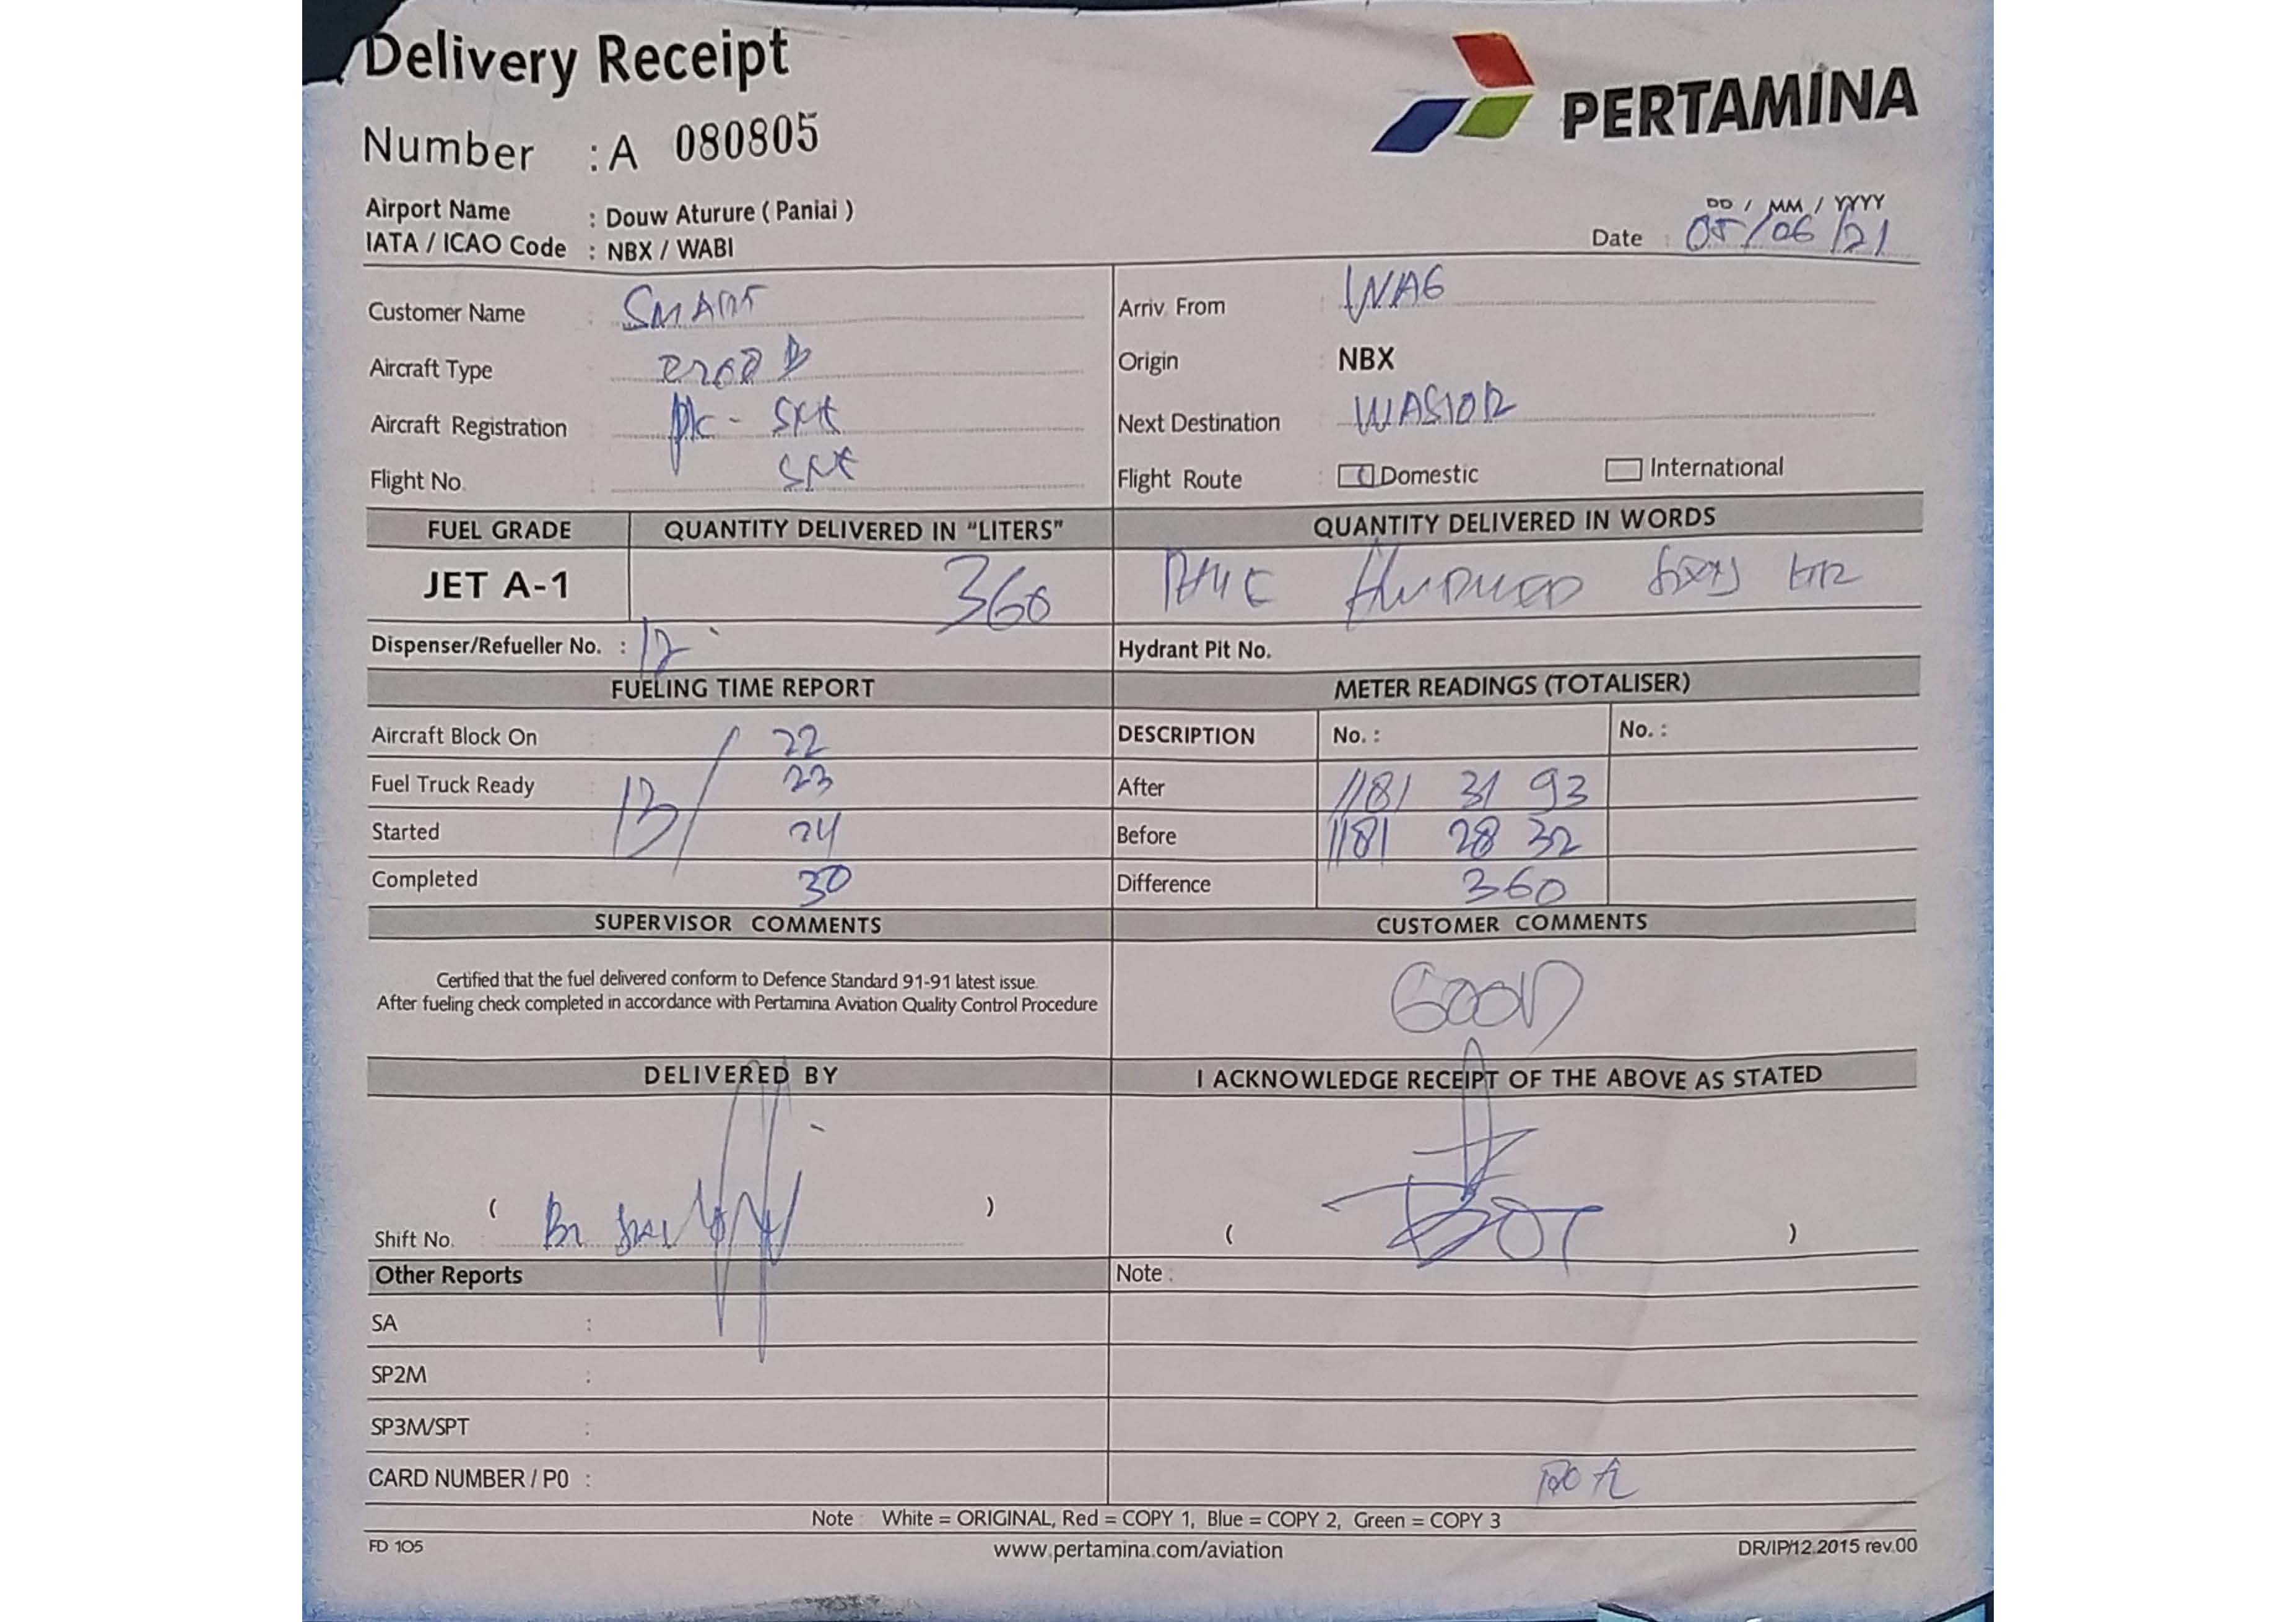 Delivery Receipt
PERTAMINA
Number : A 080805
Airport Name : Douw Aturure ( Paniai )
IATA / ICAO Code : NBX / WABI
DD / MM / YYYY
Date : 05/06/21
Customer Name : SMART
Arriv From
Aircraft Type
Origin : NBX
Aircraft Registration : PK -
Next Destination : WASIOR
Flight No.
Flight Route : Domestic International
FUEL GRADE QUANTITY DELIVERED IN "LITERS" QUANTITY DELIVERED IN WORDS
JET A-1 360
Dispenser/Refueller No. : 12
Hydrant Pit No.
FUELING TIME REPORT METER READINGS (TOTALISER)
Aircraft Block On 22
DESCRIPTION No. : No. :
Fuel Truck Ready 13/ 23
After 1181 31 93
Started 24
Before 1181 28 32
Completed 30
Difference 360
SUPERVISOR COMMENTS CUSTOMER COMMENTS
Certified that the fuel delivered conform to Defence Standard 91-91 latest issue.
After fueling check completed in accordance with Pertamina Aviation Quality Control Procedure
GOOD
DELIVERED BY I ACKNOWLEDGE RECEIPT OF THE ABOVE AS STATED
( )
Shift No.
( )
Other Reports Note :
SA :
SP2M :
SP3M/SPT :
CARD NUMBER / P0 :
Note : White = ORIGINAL, Red = COPY 1, Blue = COPY 2, Green = COPY 3
FD 105 www.pertamina.com/aviation DR/IP/12.2015 rev.00